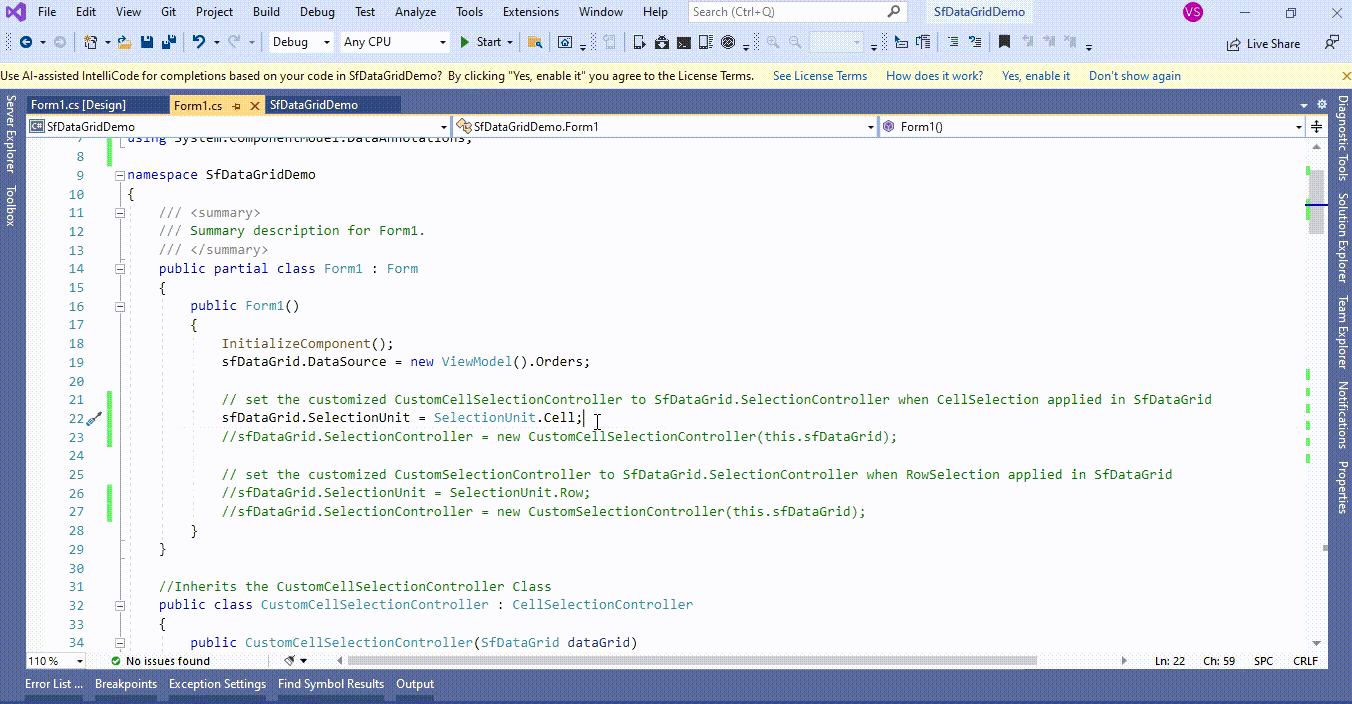 File Edit View Git Project Build Debug Test Analyze Tools Extensions Window Help Search (Ctrl+Q) SfDataGridDemo VS
Debug Any CPU Start Live Share
Use AI-assisted IntelliCode for completions based on your code in SfDataGridDemo? By clicking "Yes, enable it" you agree to the License Terms. See License Terms How does it work? Yes, enable it Don't show again
Server Explorer
Toolbox
Form1.cs [Design] Form1.cs SfDataGridDemo
SfDataGridDemo SfDataGridDemo.Form1 Form1()
7 using System.ComponentModel.DataAnnotations;
8
9 namespace SfDataGridDemo
10 {
11 /// <summary>
12 /// Summary description for Form1.
13 /// </summary>
14 public partial class Form1 : Form
15 {
16 public Form1()
17 {
18 InitializeComponent();
19 sfDataGrid.DataSource = new ViewModel().Orders;
20
21 // set the customized CustomCellSelectionController to SfDataGrid.SelectionController when CellSelection applied in SfDataGrid
22 sfDataGrid.SelectionUnit = SelectionUnit.Cell;
23 //sfDataGrid.SelectionController = new CustomCellSelectionController(this.sfDataGrid);
24
25 // set the customized CustomSelectionController to SfDataGrid.SelectionController when RowSelection applied in SfDataGrid
26 //sfDataGrid.SelectionUnit = SelectionUnit.Row;
27 //sfDataGrid.SelectionController = new CustomSelectionController(this.sfDataGrid);
28 }
29 }
30
31 //Inherits the CustomCellSelectionController Class
32 public class CustomCellSelectionController : CellSelectionController
33 {
34 public CustomCellSelectionController(SfDataGrid dataGrid)
Diagnostic Tools
Solution Explorer
Team Explorer
Notifications
Properties
110 % No issues found Ln: 22 Ch: 59 SPC CRLF
Error List ... Breakpoints Exception Settings Find Symbol Results Output